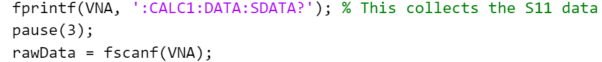 fprintf(VNA, ':CALC1:DATA:SDATA?'); % This collects the S11 data
pause(3);
rawData = fscanf(VNA);